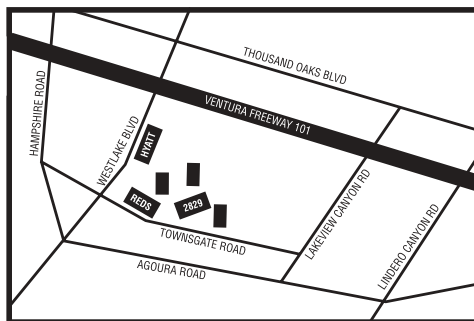 THOUSAND OAKS BLVD
VENTURA FREEWAY 101
HAMPSHIRE ROAD
WESTLAKE BLVD
HYATT
REDS
2829
TOWNSGATE ROAD
LAKEVIEW CANYON RD
LINDERO CANYON RD
AGOURA ROAD